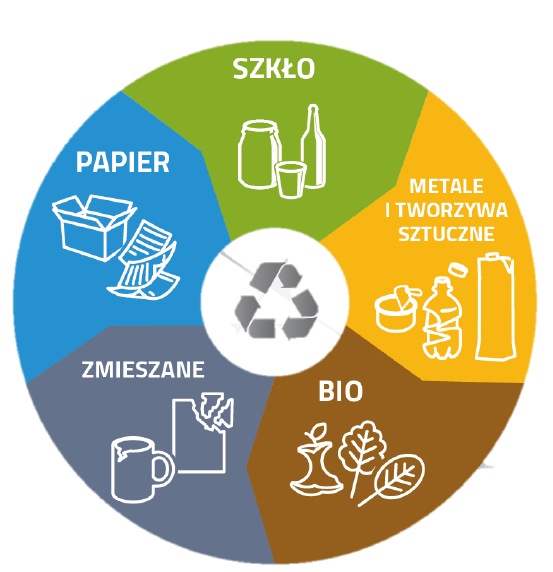 SZKŁO
PAPIER
METALE
I TWORZYWA
SZTUCZNE
ZMIESZANE
BIO